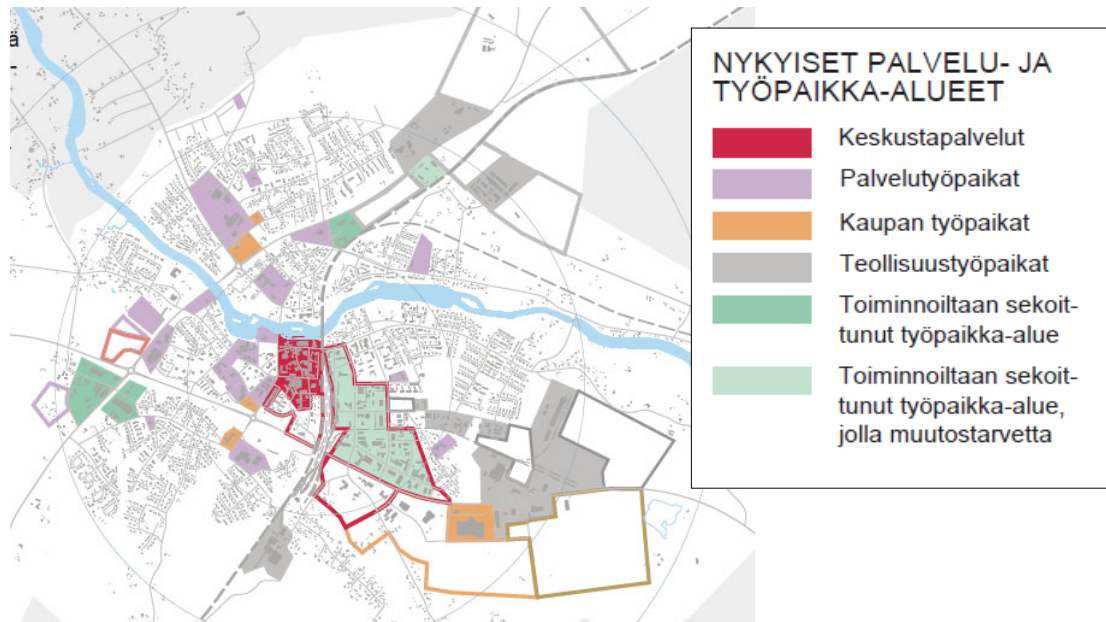 ä
-
NYKYISET PALVELU- JA
TYÖPAIKKA-ALUEET
Keskustapalvelut
Palvelutyöpaikat
Kaupan työpaikat
Teollisuustyöpaikat
Toiminnoiltaan sekoit-
tunut työpaikka-alue
Toiminnoiltaan sekoit-
tunut työpaikka-alue,
jolla muutostarvetta